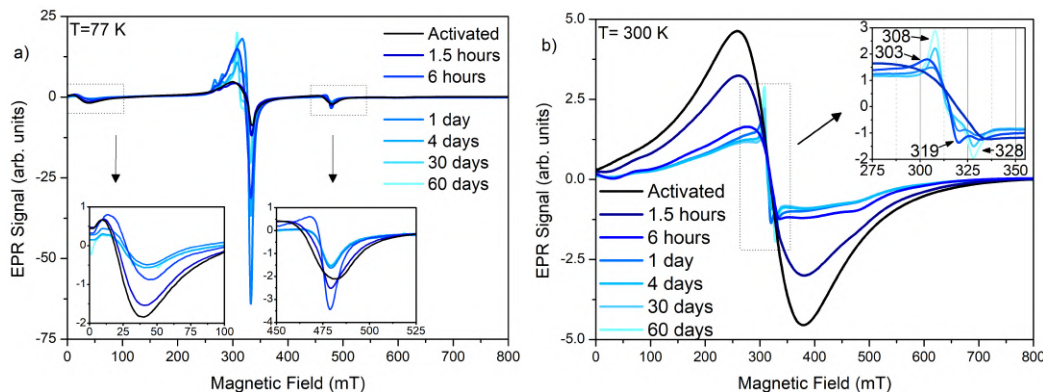 a)
T=77 K
Activated
1.5 hours
6 hours
1 day
4 days
30 days
60 days
EPR Signal (arb. units)
25
0
-25
-50
-75
1
0
-1
-2
0 25 50 75 100
1
0
-1
-2
-3
-4
450 475 500 525
0 100 200 300 400 500 600 700 800
Magnetic Field (mT)
b)
T= 300 K
EPR Signal (arb. units)
5.0
2.5
0.0
-2.5
-5.0
Activated
1.5 hours
6 hours
1 day
4 days
30 days
60 days
308
303
319
328
3
2
1
0
-1
-2
275 300 325 350
0 100 200 300 400 500 600 700 800
Magnetic Field (mT)